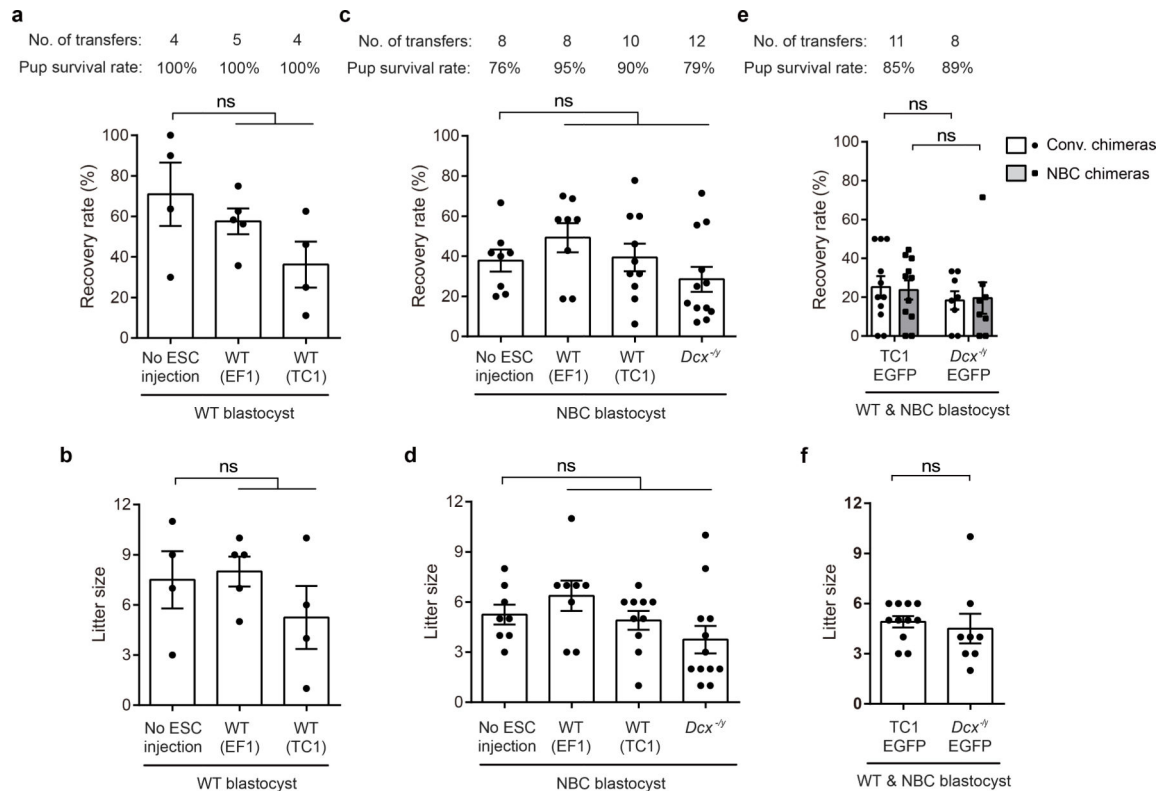 a
No. of transfers: 4 5 4
Pup survival rate: 100% 100% 100%
ns
100
80
60
40
20
0
Recovery rate (%)
No ESC injection
WT (EF1)
WT (TC1)
WT blastocyst
c
No. of transfers: 8 8 10 12
Pup survival rate: 76% 95% 90% 79%
ns
100
80
60
40
20
0
Recovery rate (%)
No ESC injection
WT (EF1)
WT (TC1)
Dcx-/y
NBC blastocyst
e
No. of transfers: 11 8
Pup survival rate: 85% 89%
ns
ns
Conv. chimeras
NBC chimeras
100
80
60
40
20
0
Recovery rate (%)
TC1 EGFP
Dcx-/y EGFP
WT & NBC blastocyst
b
ns
12
9
6
3
0
Litter size
No ESC injection
WT (EF1)
WT (TC1)
WT blastocyst
d
ns
12
9
6
3
0
Litter size
No ESC injection
WT (EF1)
WT (TC1)
Dcx-/y
NBC blastocyst
f
ns
12
9
6
3
0
Litter size
TC1 EGFP
Dcx-/y EGFP
WT & NBC blastocyst